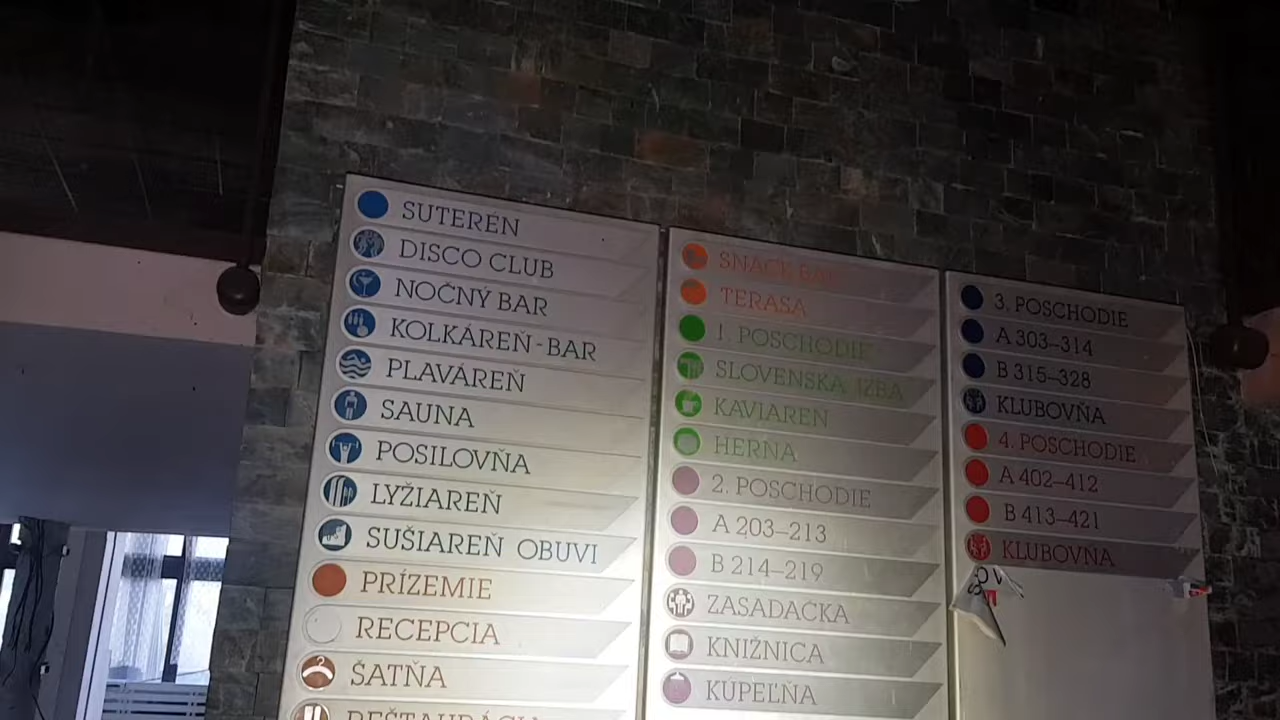 SUTERÉN
DISCO CLUB
NOČNÝ BAR
KOLKÁREŇ-BAR
PLAVÁREŇ
SAUNA
POSILOVŇA
LYŽIAREŇ
SUŠIAREŇ OBUVI
PRÍZEMIE
RECEPCIA
ŠATŇA
REŠTAURÁCIA
SNACK BAR
TERASA
1. POSCHODIE
SLOVENSKÁ IZBA
KAVIAREŇ
HERNA
2. POSCHODIE
A 203–213
B 214–219
ZASADAČKA
KNIŽNICA
KÚPEĽŇA
3. POSCHODIE
A 303–314
B 315–328
KLUBOVŇA
4. POSCHODIE
A 402–412
B 413–421
KLUBOVŇA